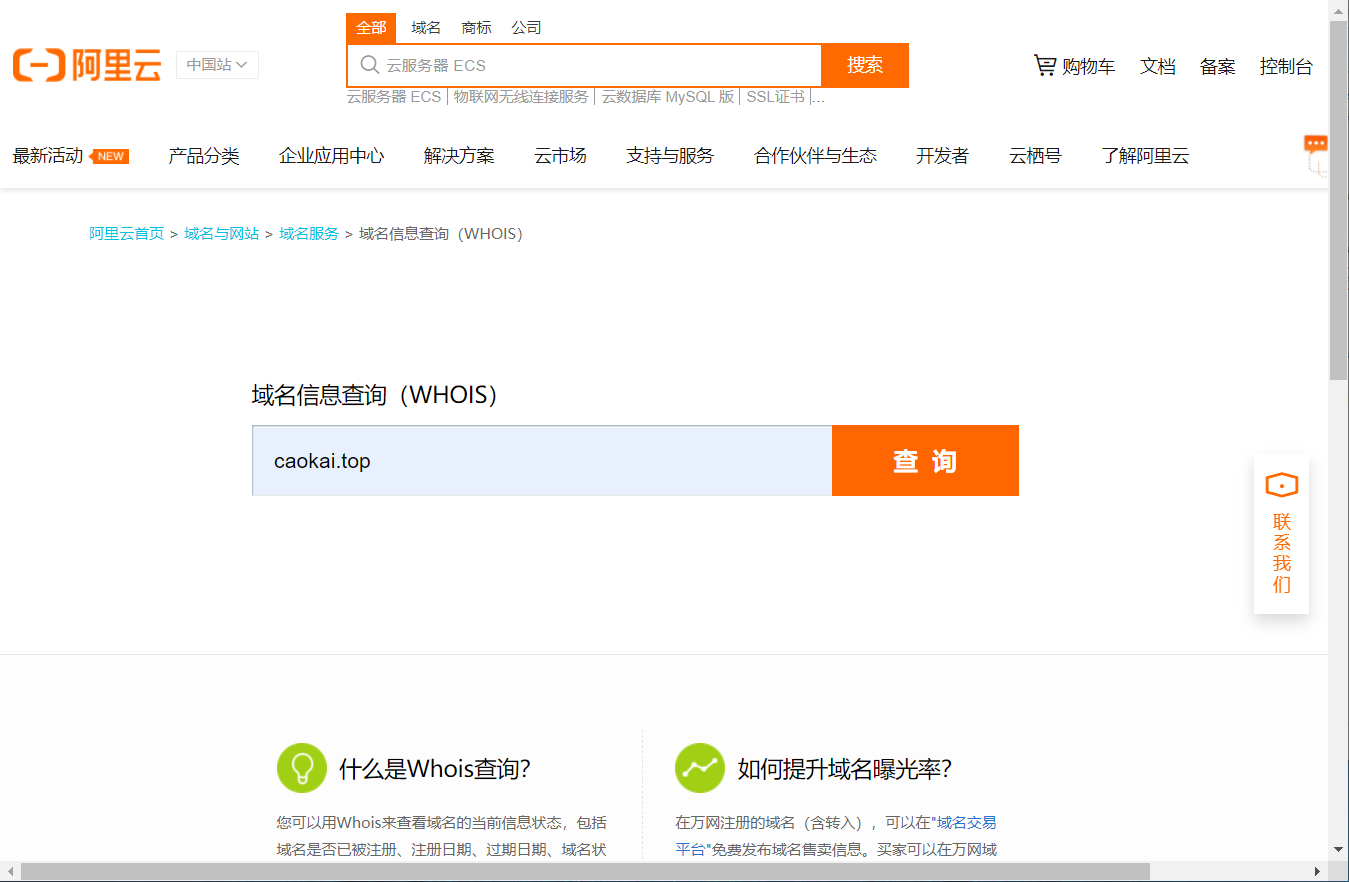 全部 域名 商标 公司
阿里云 中国站 云服务器 ECS 搜索 购物车 文档 备案 控制台
云服务器 ECS 物联网无线连接服务 云数据库 MySQL 版 SSL证书 ...
最新活动 NEW 产品分类 企业应用中心 解决方案 云市场 支持与服务 合作伙伴与生态 开发者 云栖号 了解阿里云
阿里云首页 > 域名与网站 > 域名服务 > 域名信息查询（WHOIS）
域名信息查询（WHOIS）
caokai.top 查 询
联系我们
什么是Whois查询?
您可以用Whois来查看域名的当前信息状态，包括
域名是否已被注册、注册日期、过期日期、域名状
如何提升域名曝光率?
在万网注册的域名（含转入），可以在"域名交易
平台"免费发布域名售卖信息。买家可以在万网域